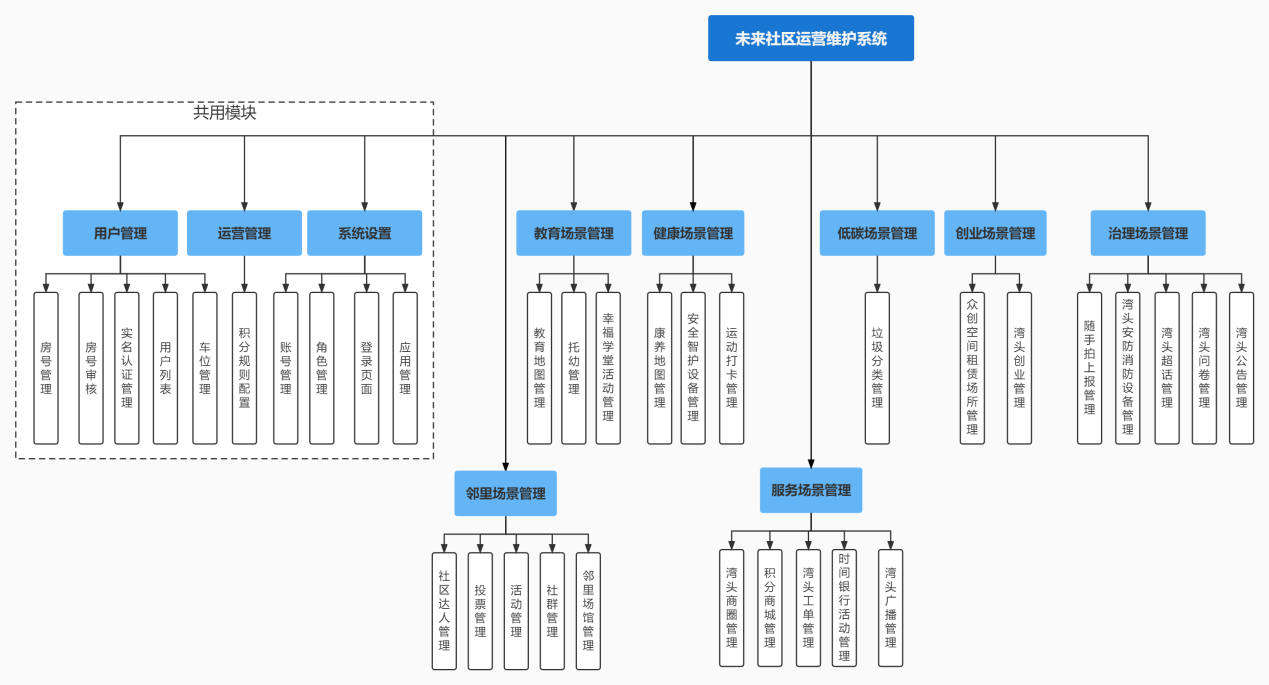 未来社区运营维护系统
共用模块
用户管理
运营管理
系统设置
教育场景管理
健康场景管理
低碳场景管理
创业场景管理
治理场景管理
房号管理
房号审核
实名认证管理
用户列表
车位管理
积分规则配置
账号管理
角色管理
登录页面
应用管理
教育地图管理
托幼管理
幸福学堂活动管理
康养地图管理
安全智护设备管理
运动打卡管理
垃圾分类管理
众创空间租赁场所管理
湾头创业管理
随手拍上报管理
湾头安防消防设备管理
湾头超话管理
湾头问卷管理
湾头公告管理
邻里场景管理
服务场景管理
社区达人管理
投票管理
活动管理
社群管理
邻里场馆管理
湾头商圈管理
积分商城管理
湾头工单管理
时间银行活动管理
湾头广播管理